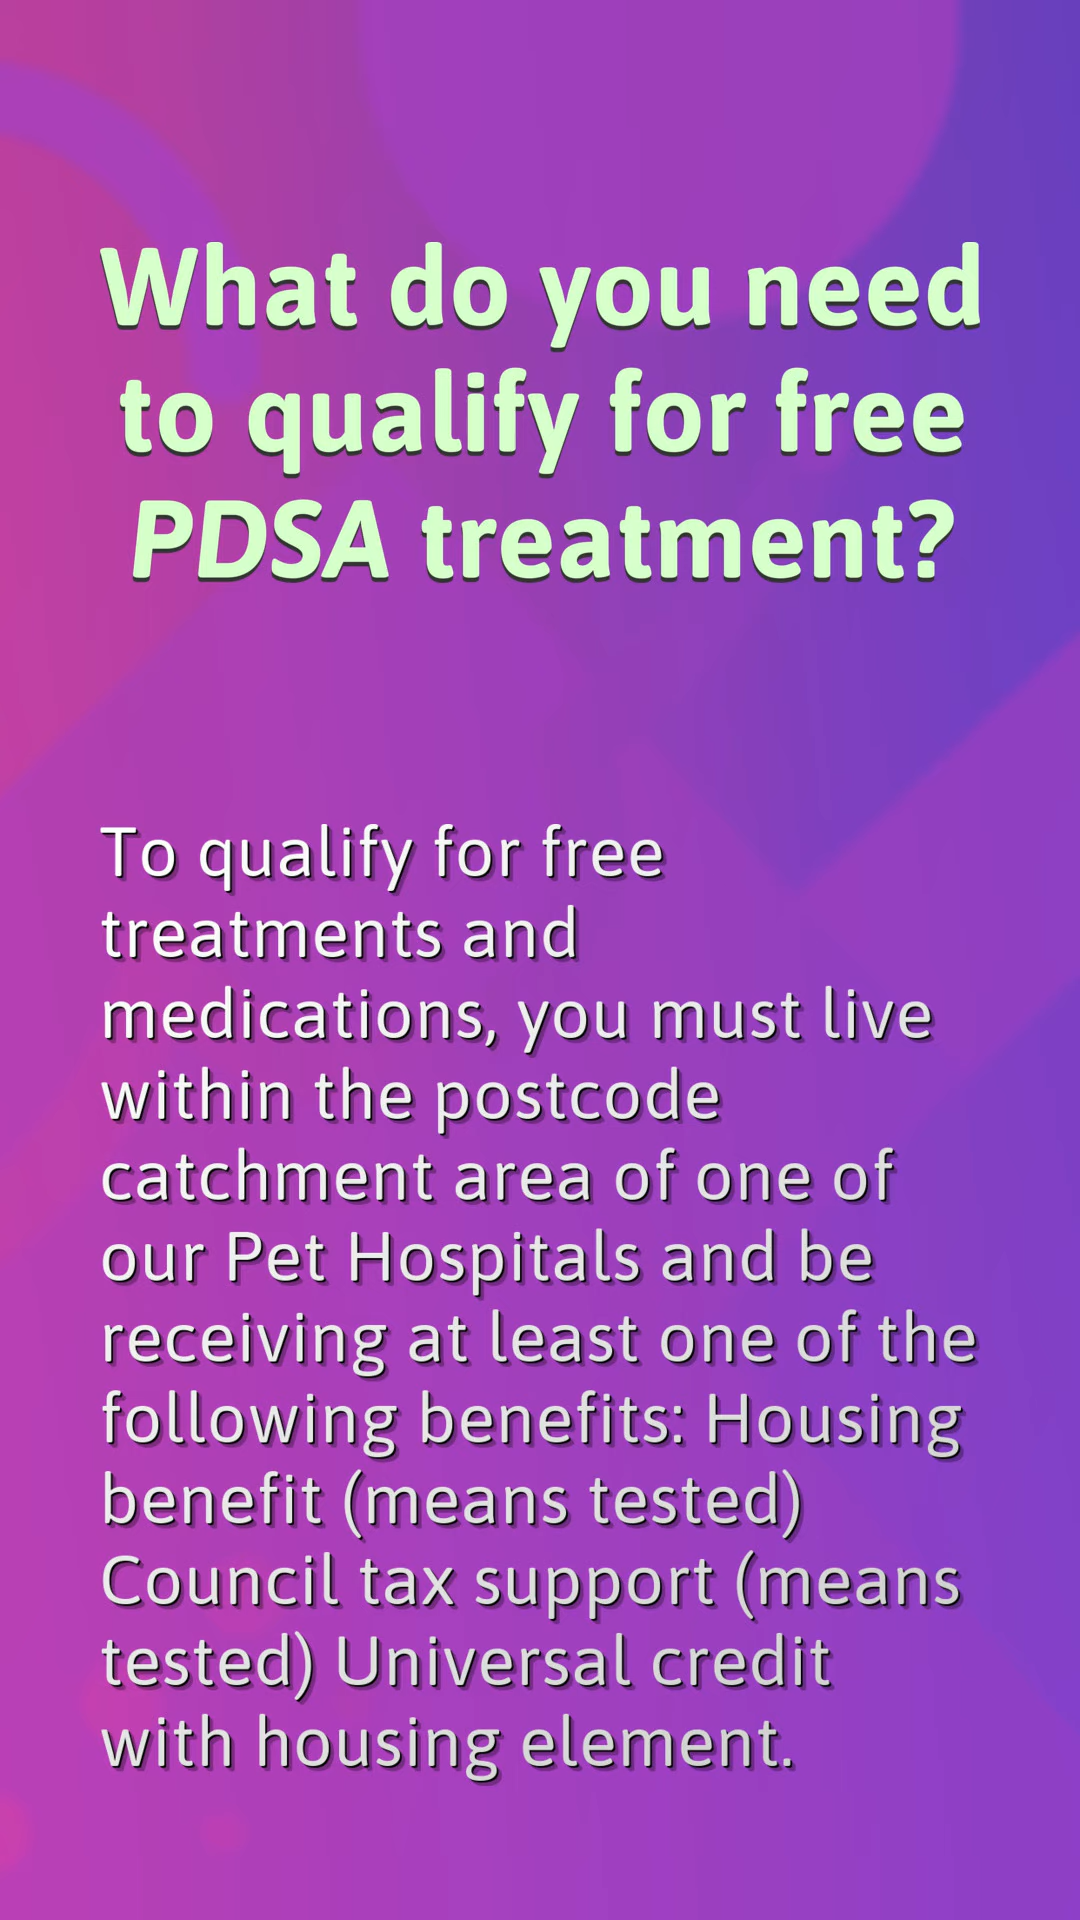 What do you need
to qualify for free
PDSA treatment?
To qualify for free
treatments and
medications, you must live
within the postcode
catchment area of one of
our Pet Hospitals and be
receiving at least one of the
following benefits: Housing
benefit (means tested)
Council tax support (means
tested) Universal credit
with housing element.